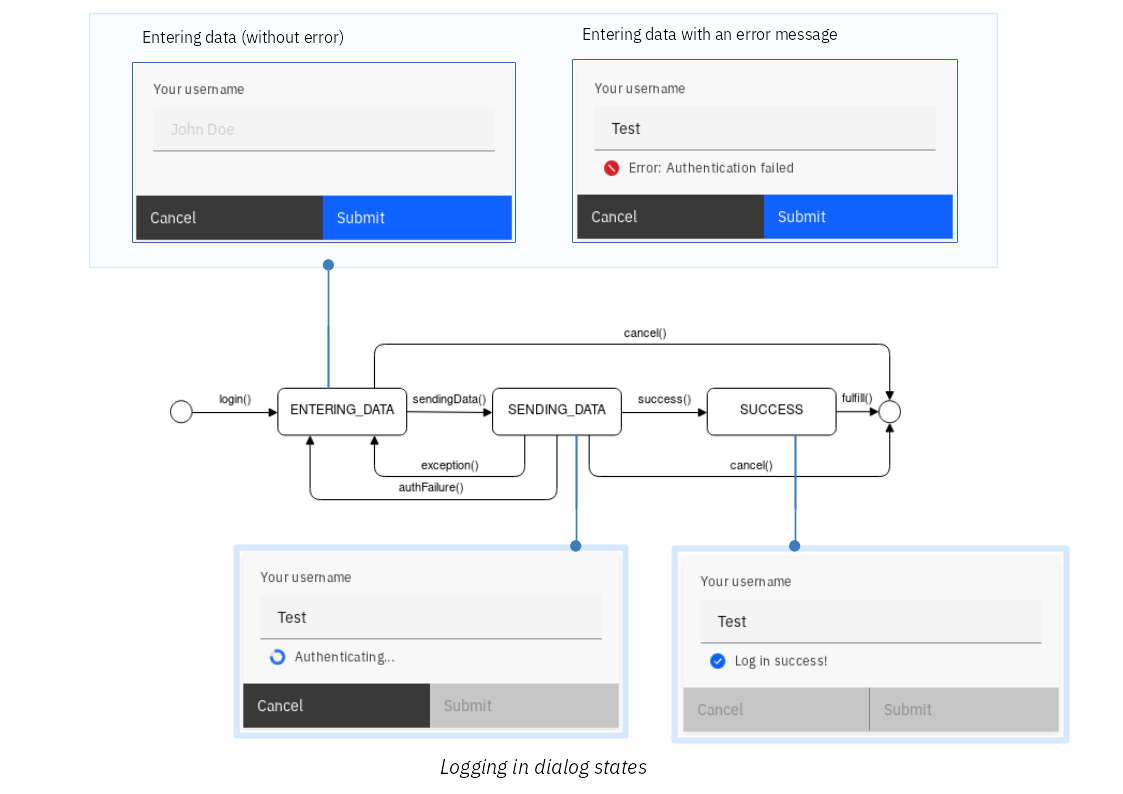 Entering data (without error)
Entering data with an error message
Your username
John Doe
Cancel
Submit
Your username
Test
Error: Authentication failed
Cancel
Submit
cancel()
login()
ENTERING_DATA
sendingData()
SENDING_DATA
success()
SUCCESS
fulfill()
exception()
cancel()
authFailure()
Your username
Test
Authenticating...
Cancel
Submit
Your username
Test
Log in success!
Cancel
Submit
Logging in dialog states